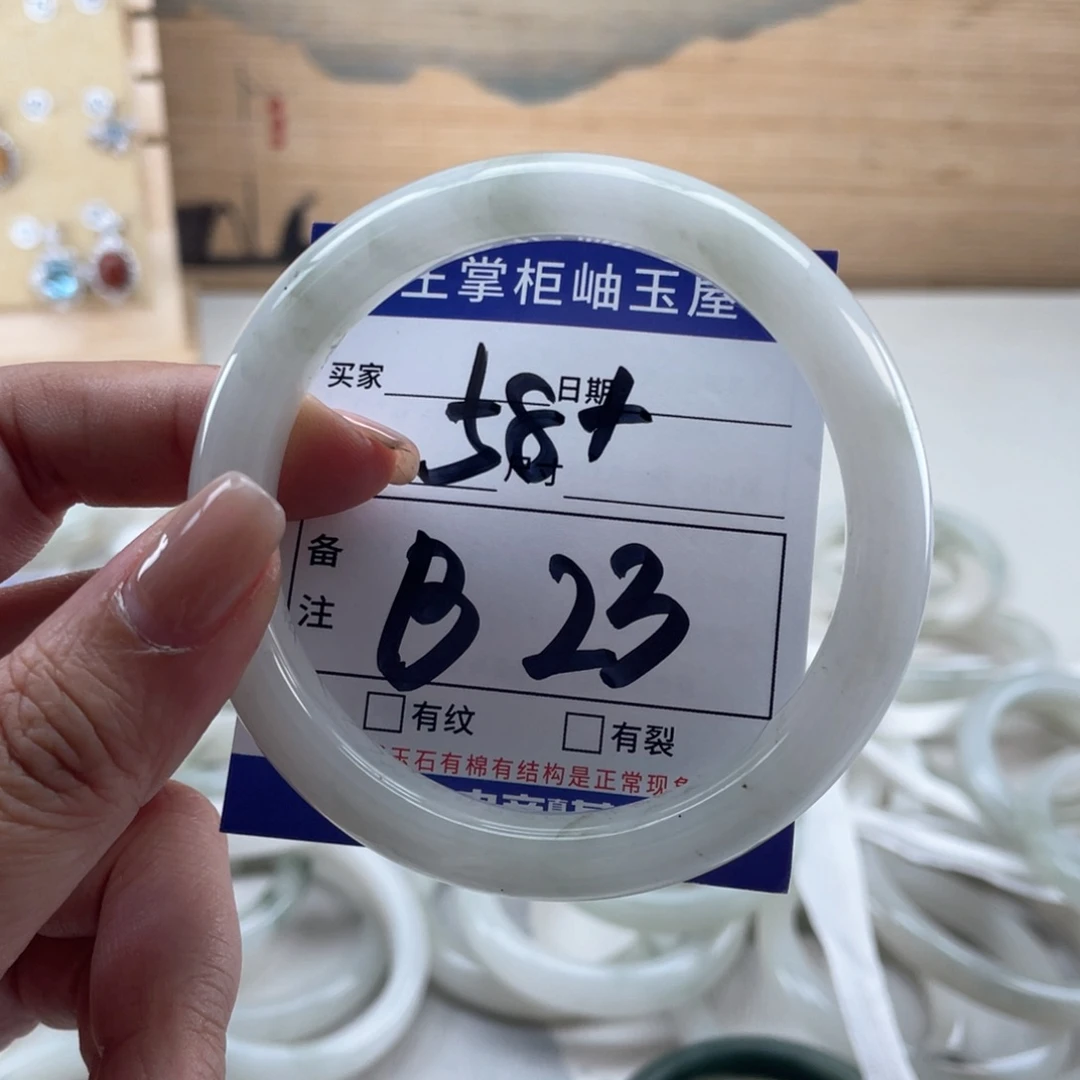 王掌柜岫玉屋
买家 58+ 日期
尺寸
备注 B 23
有纹 有裂
玉石有棉有结构是正常现象